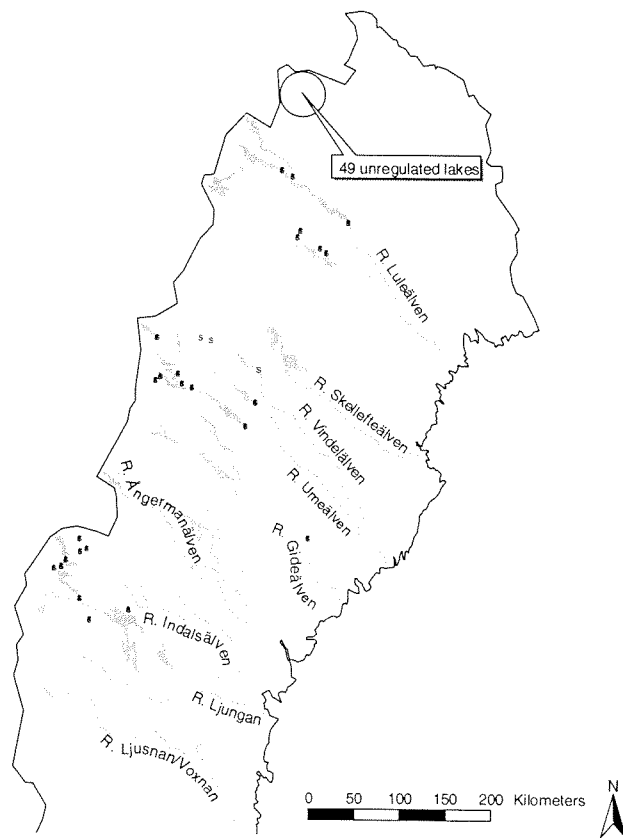 49 unregulated lakes
R. Luleälven
s s
s
R. Skellefteälven
R. Vindelälven
R. Umeälven
R. Ångermanälven
R. Gideälven
R. Indalsälven
R. Ljungan
R. Ljusnan/Voxnan
0 50 100 150 200 Kilometers
N